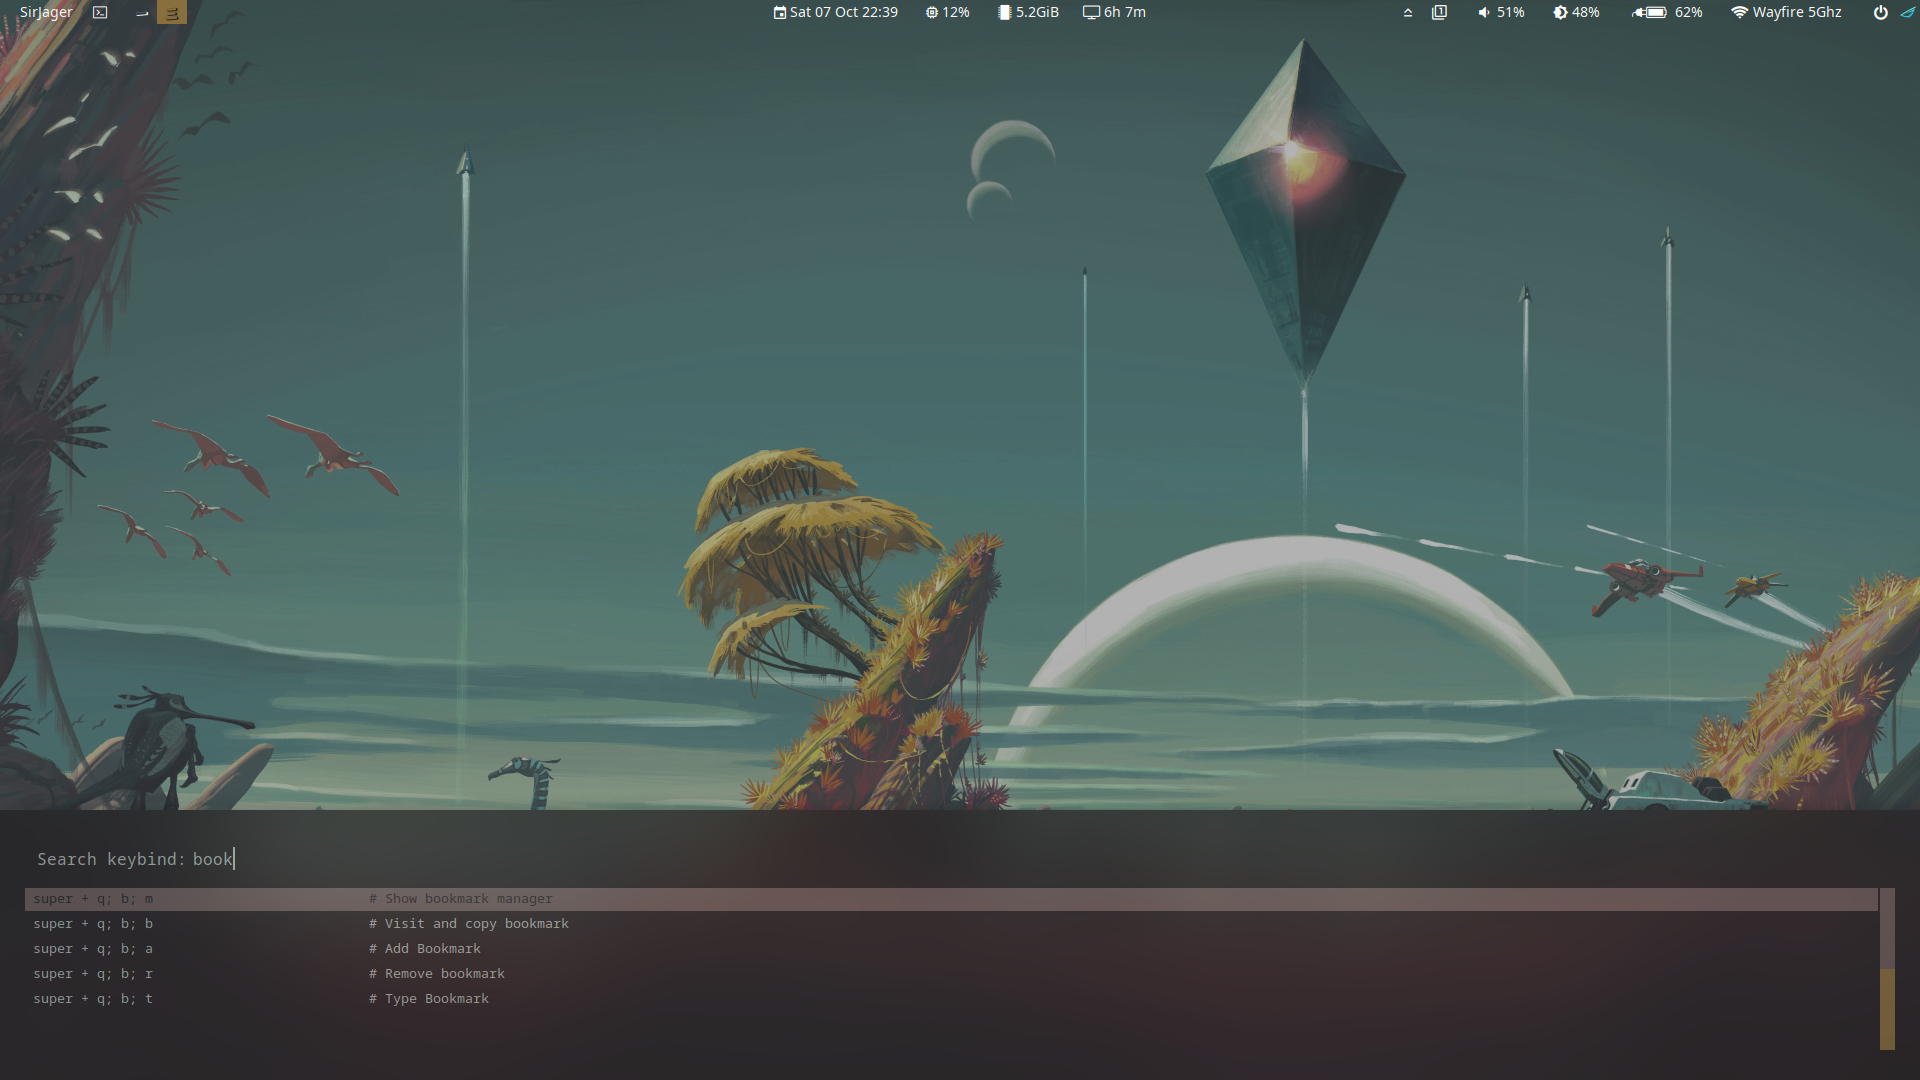 SirJager Sat 07 Oct 22:39 12% 5.2GiB 6h 7m 1 51% 48% 62% Wayfire 5Ghz
Search keybind: book
super + q; b; m # Show bookmark manager
super + q; b; b # Visit and copy bookmark
super + q; b; a # Add Bookmark
super + q; b; r # Remove bookmark
super + q; b; t # Type Bookmark